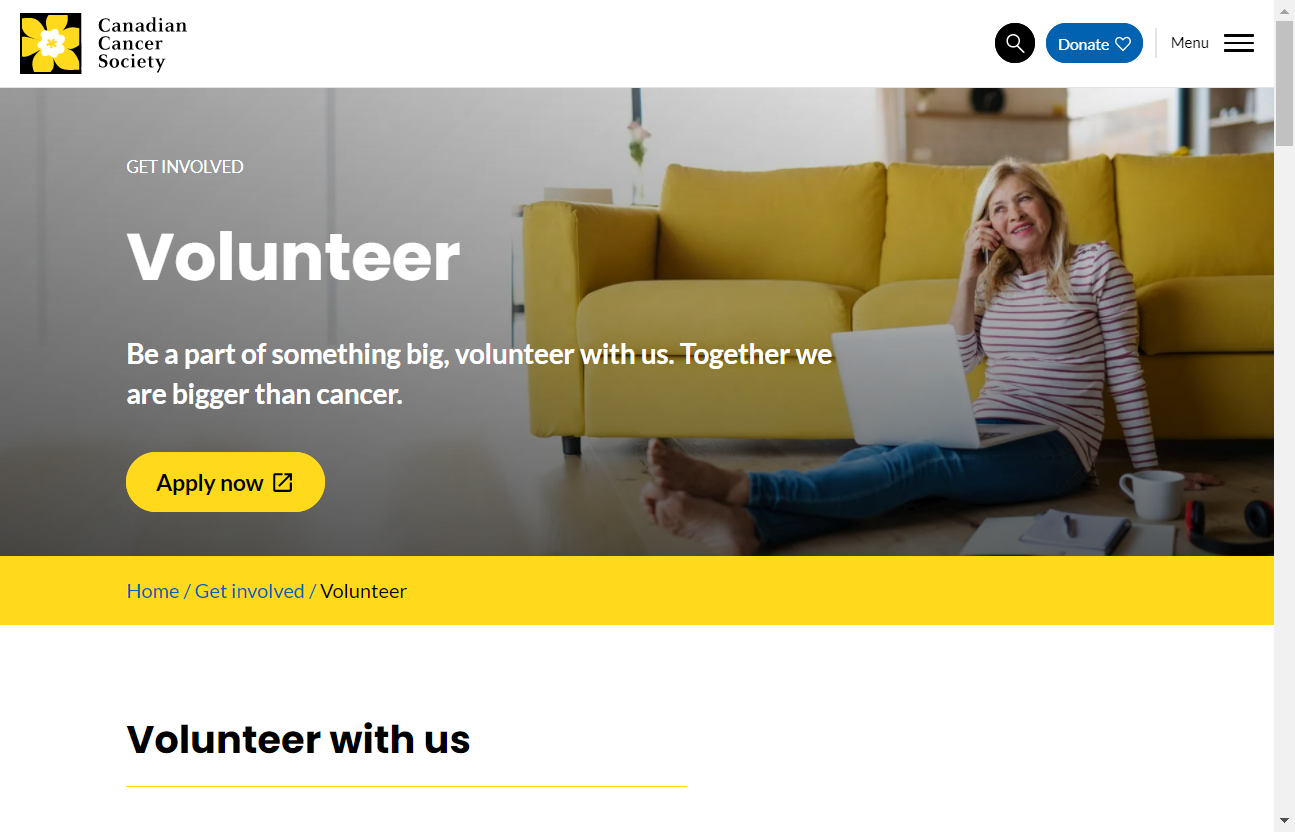 Canadian
Cancer
Society
Donate
Menu
GET INVOLVED
Volunteer
Be a part of something big, volunteer with us. Together we
are bigger than cancer.
Apply now
Home / Get involved / Volunteer
Volunteer with us